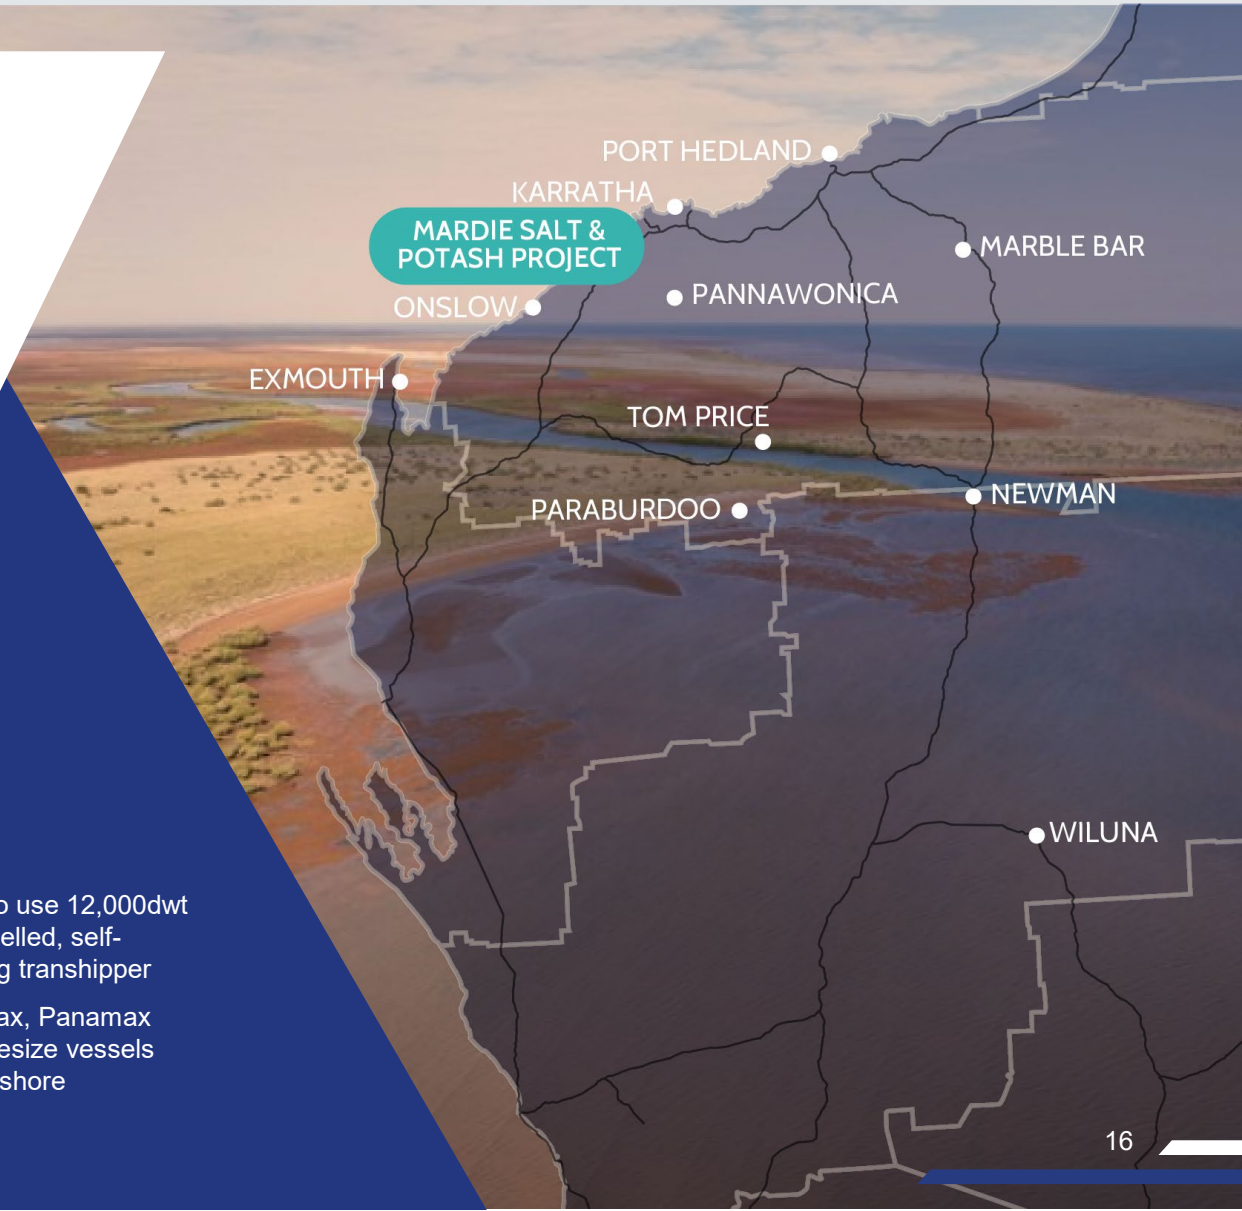 PORT HEDLAND
KARRATHA
MARDIE SALT &
POTASH PROJECT
MARBLE BAR
PANNAWONICA
ONSLOW
EXMOUTH
TOM PRICE
NEWMAN
PARABURDOO
WILUNA
o use 12,000dwt
elled, self-
g transhipper
ax, Panamax
esize vessels
shore
16